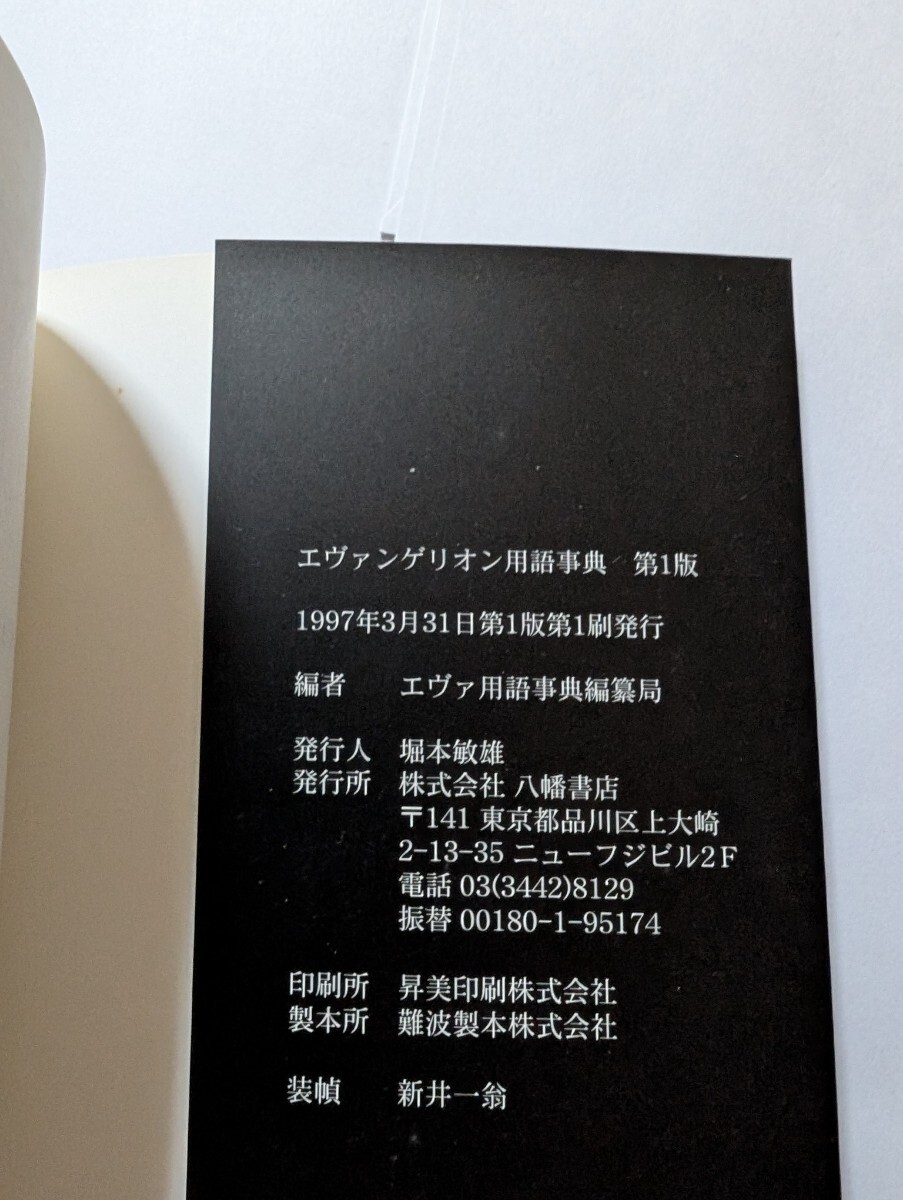 エヴァンゲリオン用語事典 第1版
1997年3月31日第1版第1刷発行
編者 エヴァ用語事典編纂局
発行人 堀本敏雄
発行所 株式会社 八幡書店
〒141 東京都品川区上大崎
2-13-35 ニューフジビル2F
電話 03(3442)8129
振替 00180-1-95174
印刷所 昇美印刷株式会社
製本所 難波製本株式会社
装幀 新井一翁